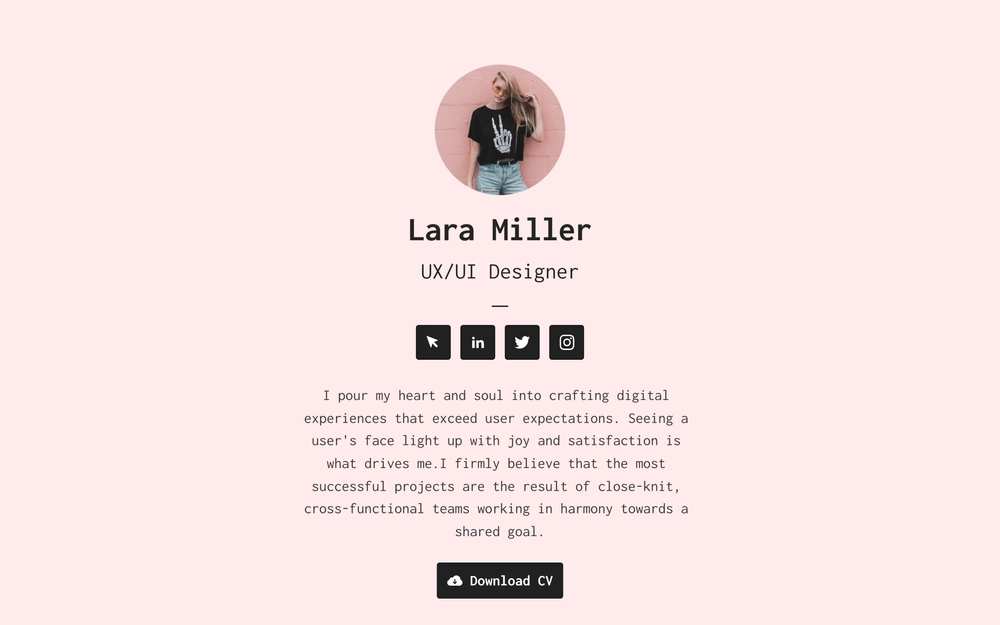 Lara Miller
UX/UI Designer
in
I pour my heart and soul into crafting digital
experiences that exceed user expectations. Seeing a
user's face light up with joy and satisfaction is
what drives me.I firmly believe that the most
successful projects are the result of close-knit,
cross-functional teams working in harmony towards a
shared goal.
Download CV